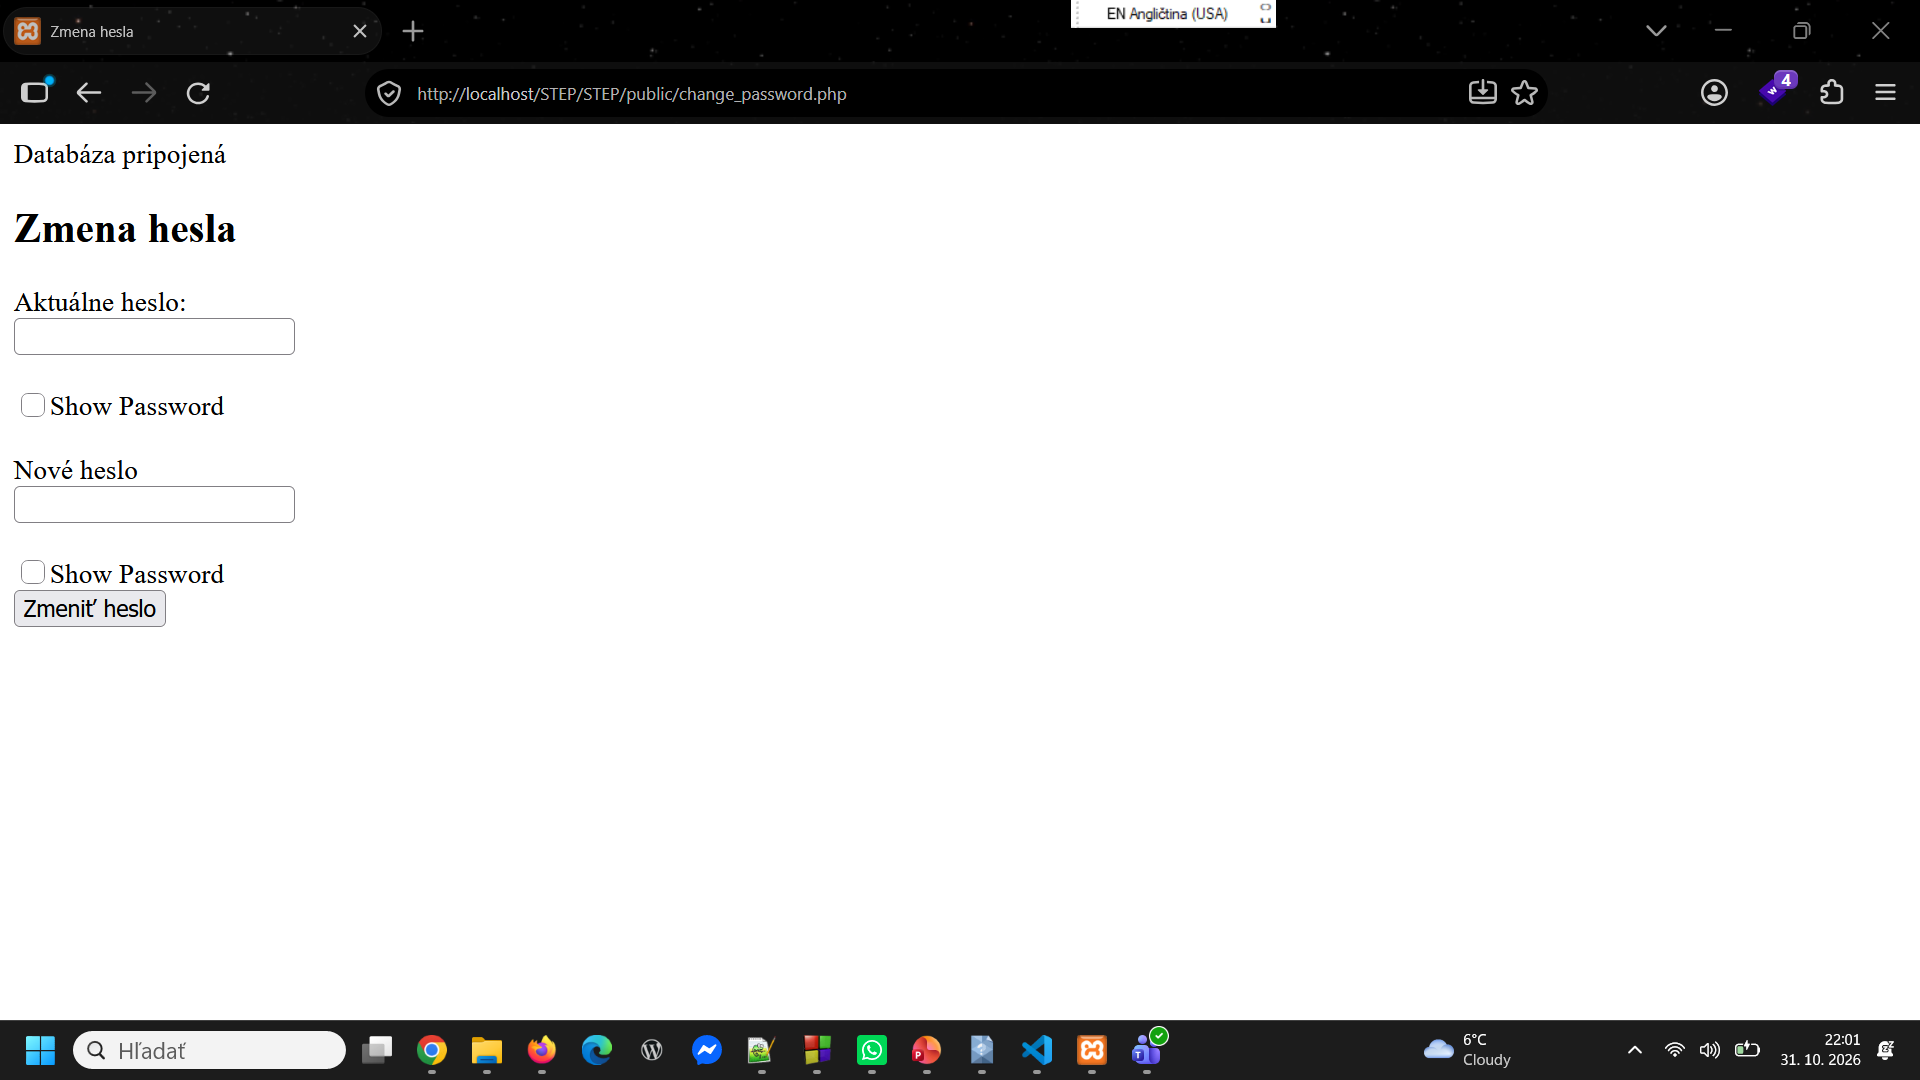 Zmena hesla
EN Angličtina (USA)
http://localhost/STEP/STEP/public/change_password.php
4
Databáza pripojená
Zmena hesla
Aktuálne heslo:
Show Password
Nové heslo
Show Password
Zmeniť heslo
Hľadať
6°C
Cloudy
22:01
31. 10. 2026